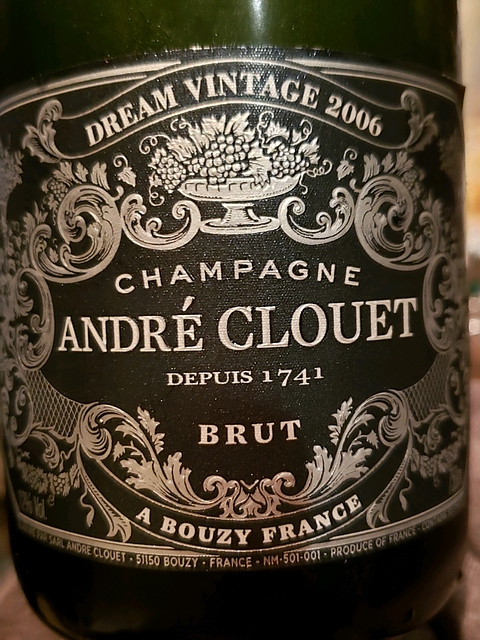 DREAM VINTAGE 2006
CHAMPAGNE
ANDRÉ CLOUET
DEPUIS 1741
BRUT
A BOUZY FRANCE
PAR SARL ANDRE CLOUET - 51150 BOUZY - FRANCE - NM-501-001 - PRODUCE OF FRANCE -